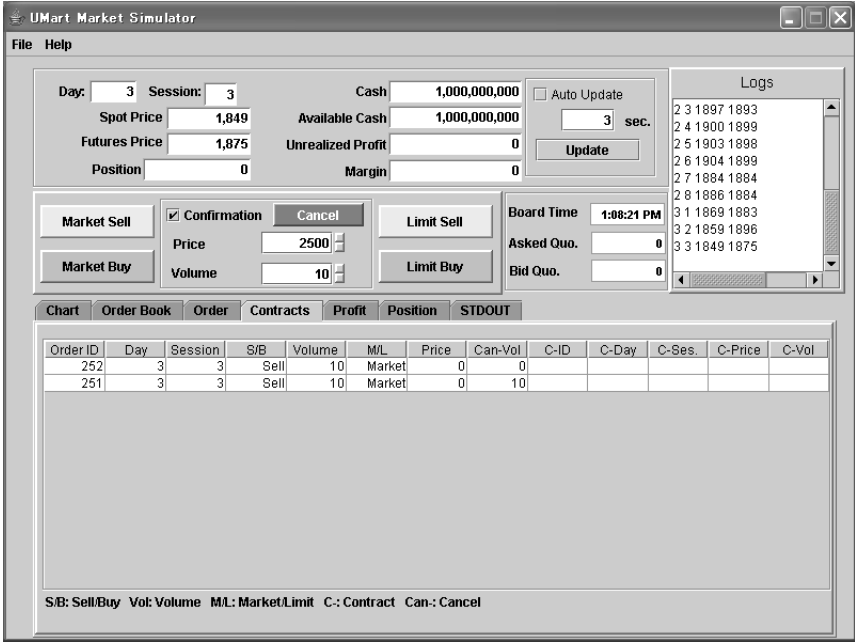 UMart Market Simulator
File Help
Day: 3 Session: 3 Cash 1,000,000,000 Auto Update
Spot Price 1,849 Available Cash 1,000,000,000 3 sec.
Futures Price 1,875 Unrealized Profit 0 Update
Position 0 Margin 0
Logs
2 3 1897 1893
2 4 1900 1899
2 5 1903 1898
2 6 1904 1899
2 7 1884 1884
2 8 1886 1884
3 1 1869 1883
3 2 1859 1896
3 3 1849 1875
Market Sell Confirmation Cancel Limit Sell
Price 2500
Market Buy Volume 10 Limit Buy
Board Time 1:08:21 PM
Asked Quo. 0
Bid Quo. 0
Chart Order Book Order Contracts Profit Position STDOUT
Order ID Day Session S/B Volume M/L Price Can-Vol C-ID C-Day C-Ses. C-Price C-Vol
252 3 3 Sell 10 Market 0 0
251 3 3 Sell 10 Market 0 10
S/B: Sell/Buy Vol: Volume M/L: Market/Limit C-: Contract Can-: Cancel